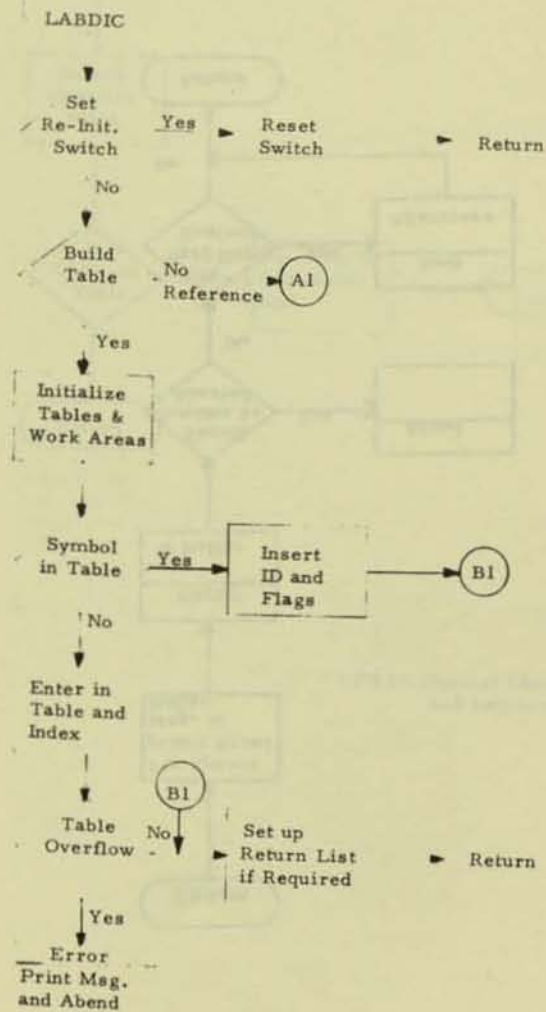 LABDIC
Set
Re-Init.
Switch
Yes
Reset
Switch
Return
No
Build
Table
No
Reference
A1
Yes
Initialize
Tables &
Work Areas
Symbol
in Table
Yes
Insert
ID and
Flags
B1
No
Enter in
Table and
Index
B1
Table
Overflow
No
Set up
Return List
if Required
Return
Yes
Error
Print Msg.
and Abend